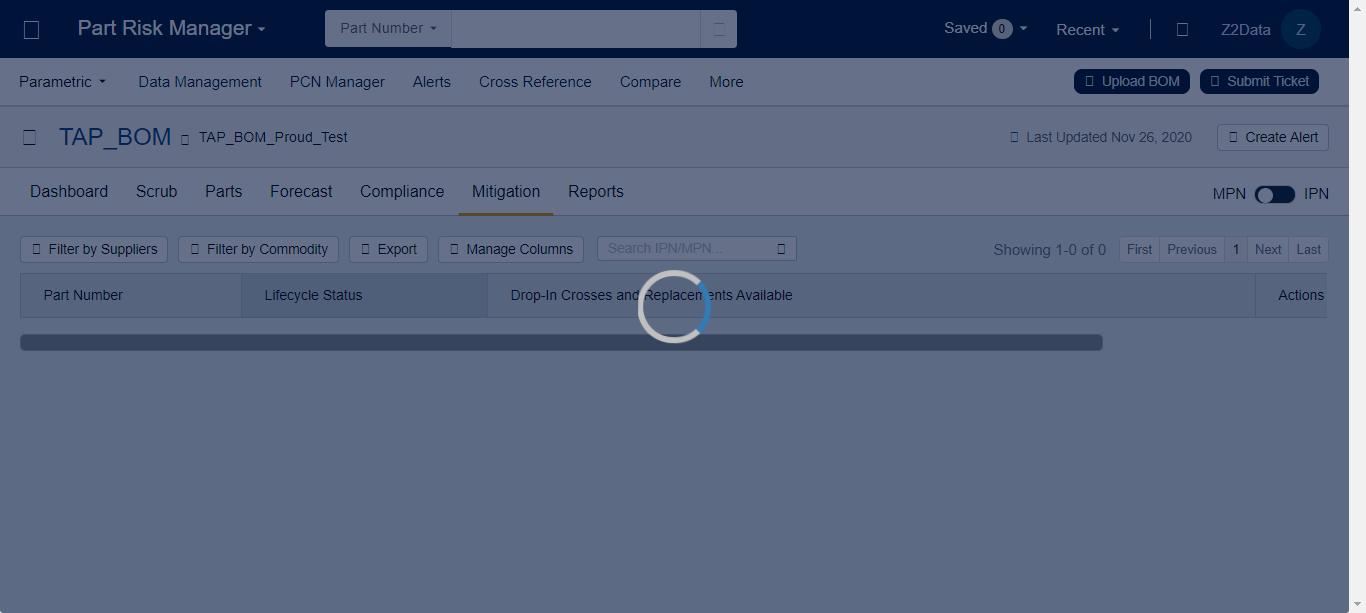 Part Risk Manager Part Number Saved 0 Recent Z2Data Z
Parametric Data Management PCN Manager Alerts Cross Reference Compare More Upload BOM Submit Ticket
TAP_BOM TAP_BOM_Proud_Test Last Updated Nov 26, 2020 Create Alert
Dashboard Scrub Parts Forecast Compliance Mitigation Reports MPN IPN
Filter by Suppliers Filter by Commodity Export Manage Columns Search IPN/MPN... Showing 1-0 of 0 First Previous 1 Next Last
Part Number Lifecycle Status Drop-In Crosses and Replacements Available Actions